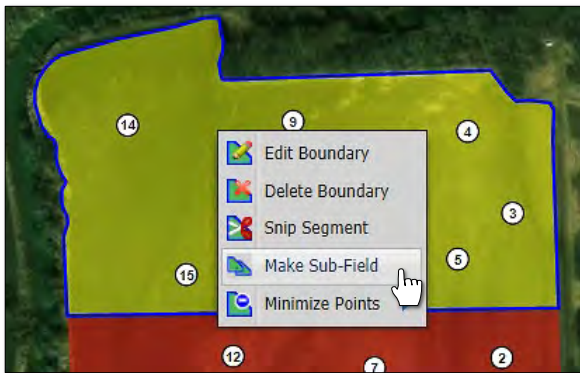 14
9
4
Edit Boundary
Delete Boundary
3
Snip Segment
5
Make Sub-Field
15
Minimize Points
12
7
2